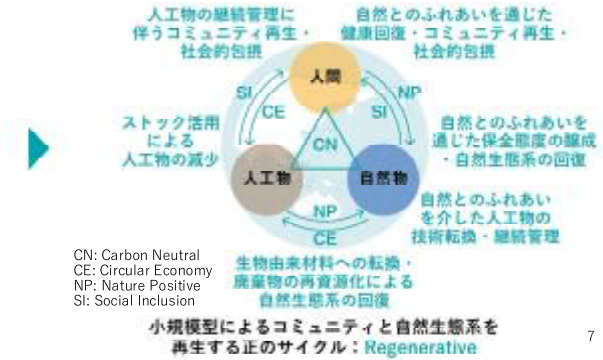 人工物の継続管理に
伴うコミュニティ再生・
社会的包摂
自然とのふれあいを通じた
健康回復・コミュニティ再生・
社会的包摂
人間
SI
CE
NP
SI
ストック活用
による
人工物の減少
CN
自然とのふれあいを
通じた保全態度の醸成
・自然生態系の回復
人工物
自然物
NP
CE
自然とのふれあい
を介した人工物の
技術転換・継続管理
CN: Carbon Neutral
CE: Circular Economy
NP: Nature Positive
SI: Social Inclusion
生物由来材料への転換・
廃棄物の再資源化による
自然生態系の回復
小規模型によるコミュニティと自然生態系を
再生する正のサイクル：Regenerative
7